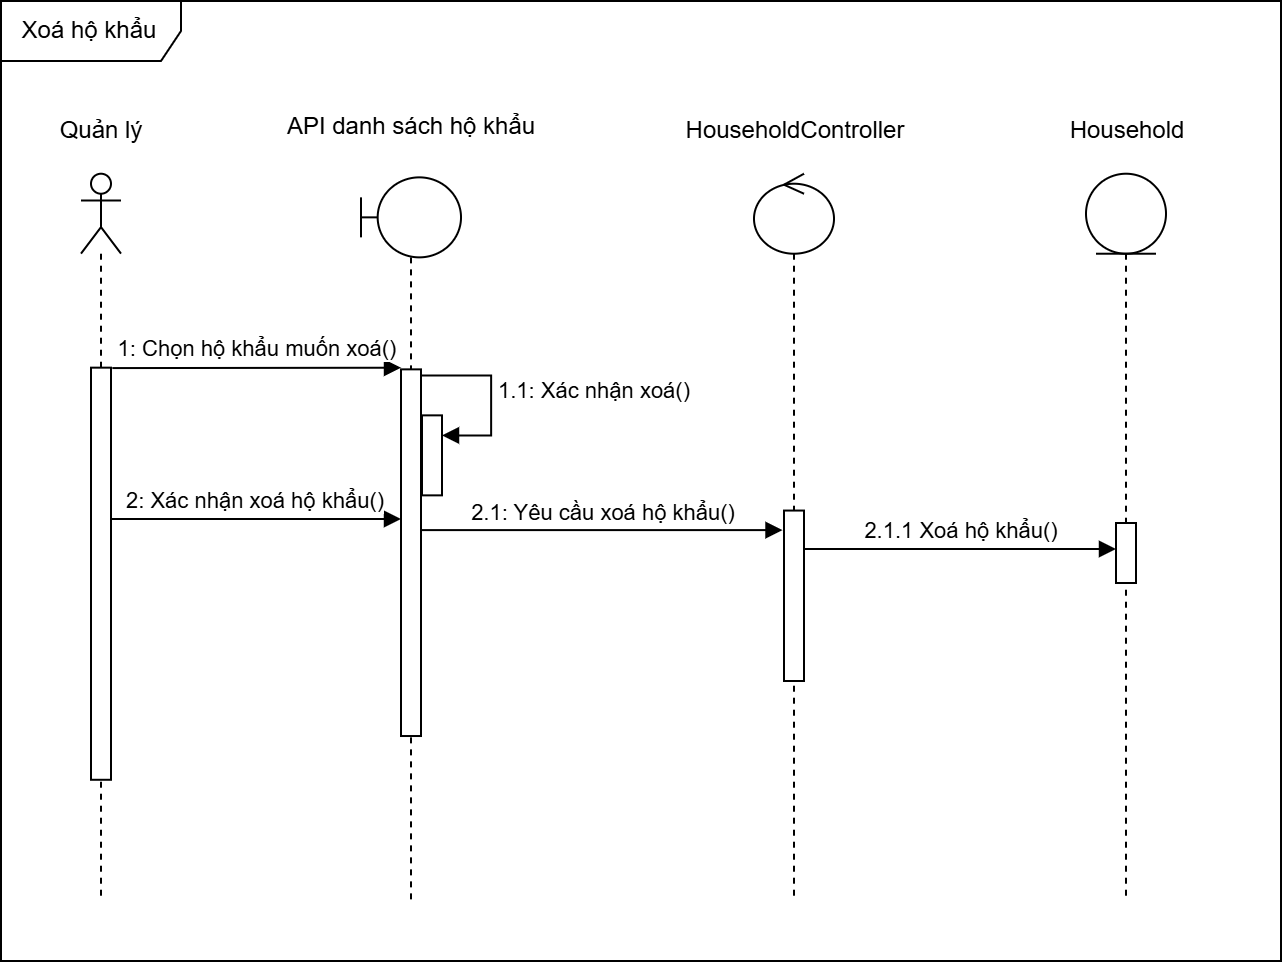 Xoá hộ khẩu
Quản lý
API danh sách hộ khẩu
HouseholdController
Household
1: Chọn hộ khẩu muốn xoá()
1.1: Xác nhận xoá()
2: Xác nhận xoá hộ khẩu()
2.1: Yêu cầu xoá hộ khẩu()
2.1.1 Xoá hộ khẩu()